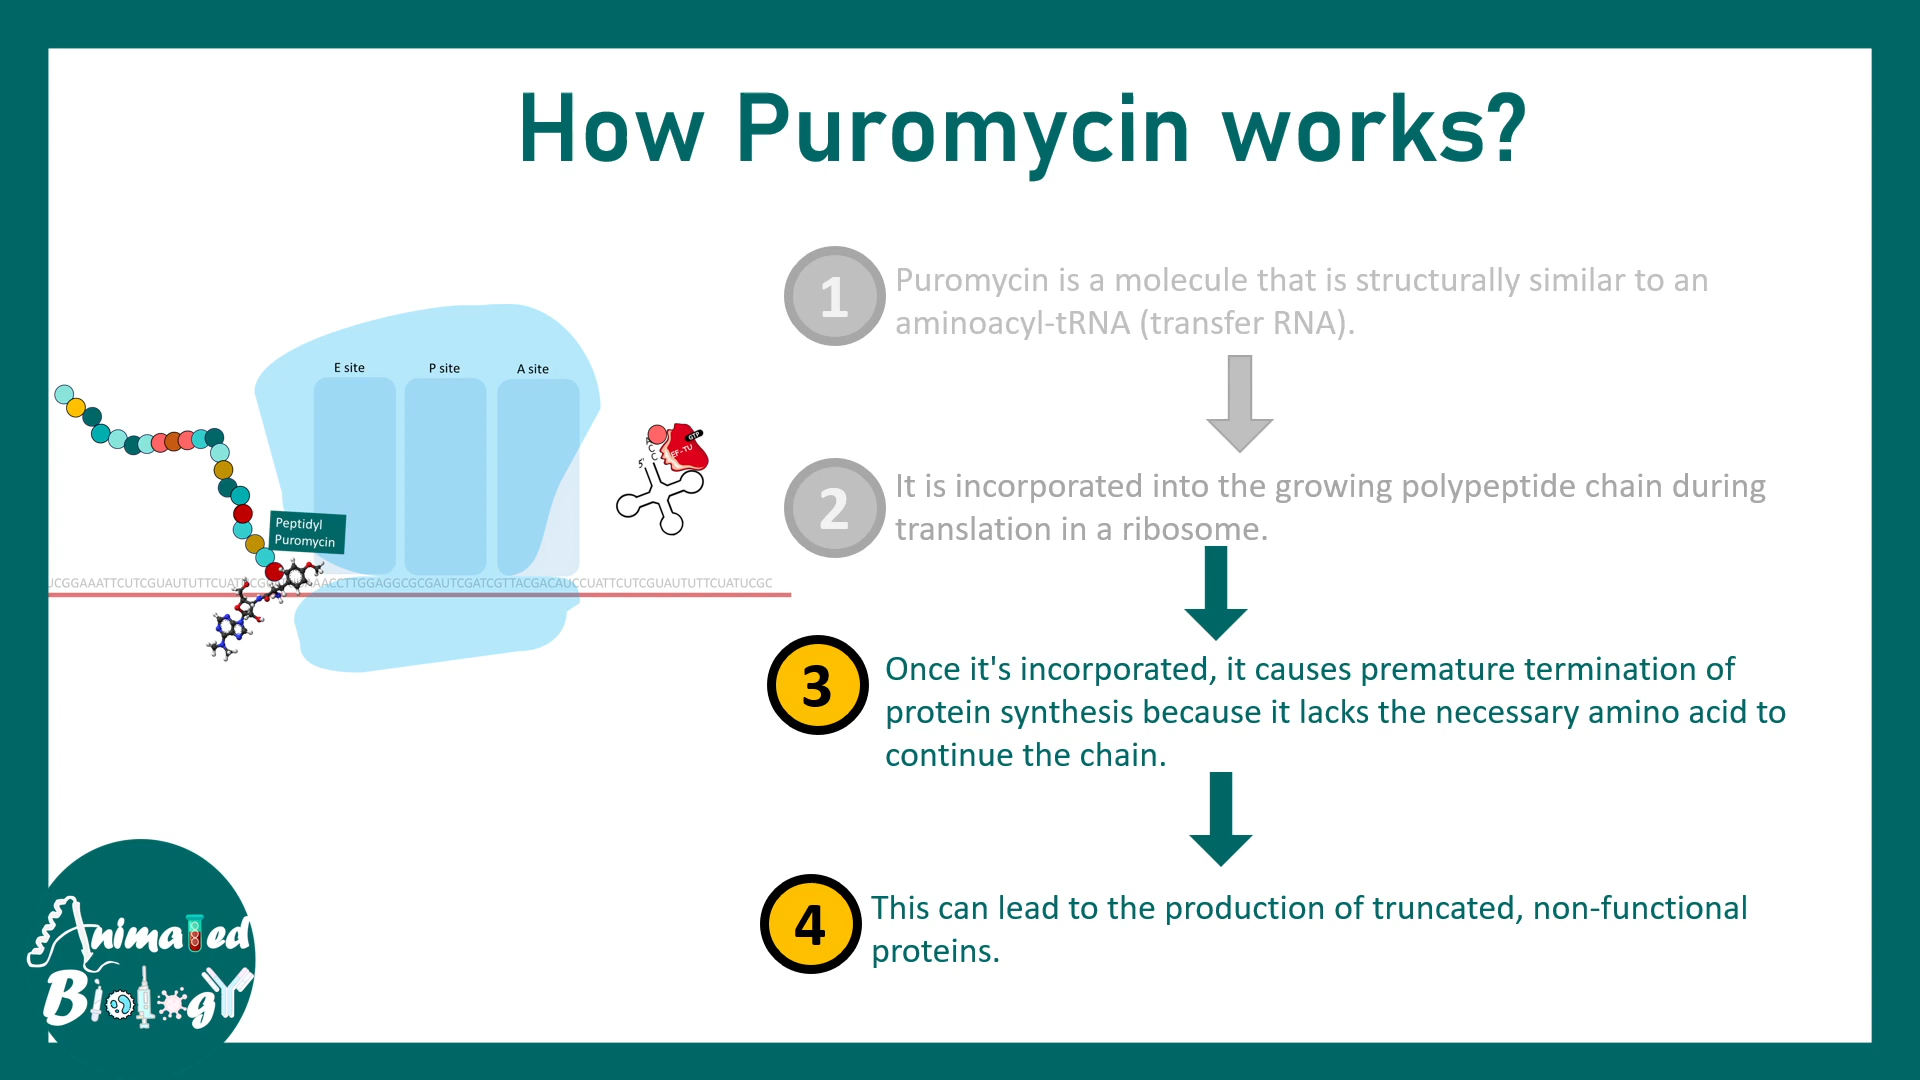 How Puromycin works?
1
Puromycin is a molecule that is structurally similar to an
aminoacyl-tRNA (transfer RNA).
2
It is incorporated into the growing polypeptide chain during
translation in a ribosome.
3
Once it's incorporated, it causes premature termination of
protein synthesis because it lacks the necessary amino acid to
continue the chain.
4
This can lead to the production of truncated, non-functional
proteins.
E site
P site
A site
A
C
C
5'
EF-TU
GTP
Peptidyl
Puromycin
AACCTTGGAGGCGCGAUTCGATCGTTACGACAUCCUATTCUTCGUAUTUTTCUATUCGC
Animated
Biology